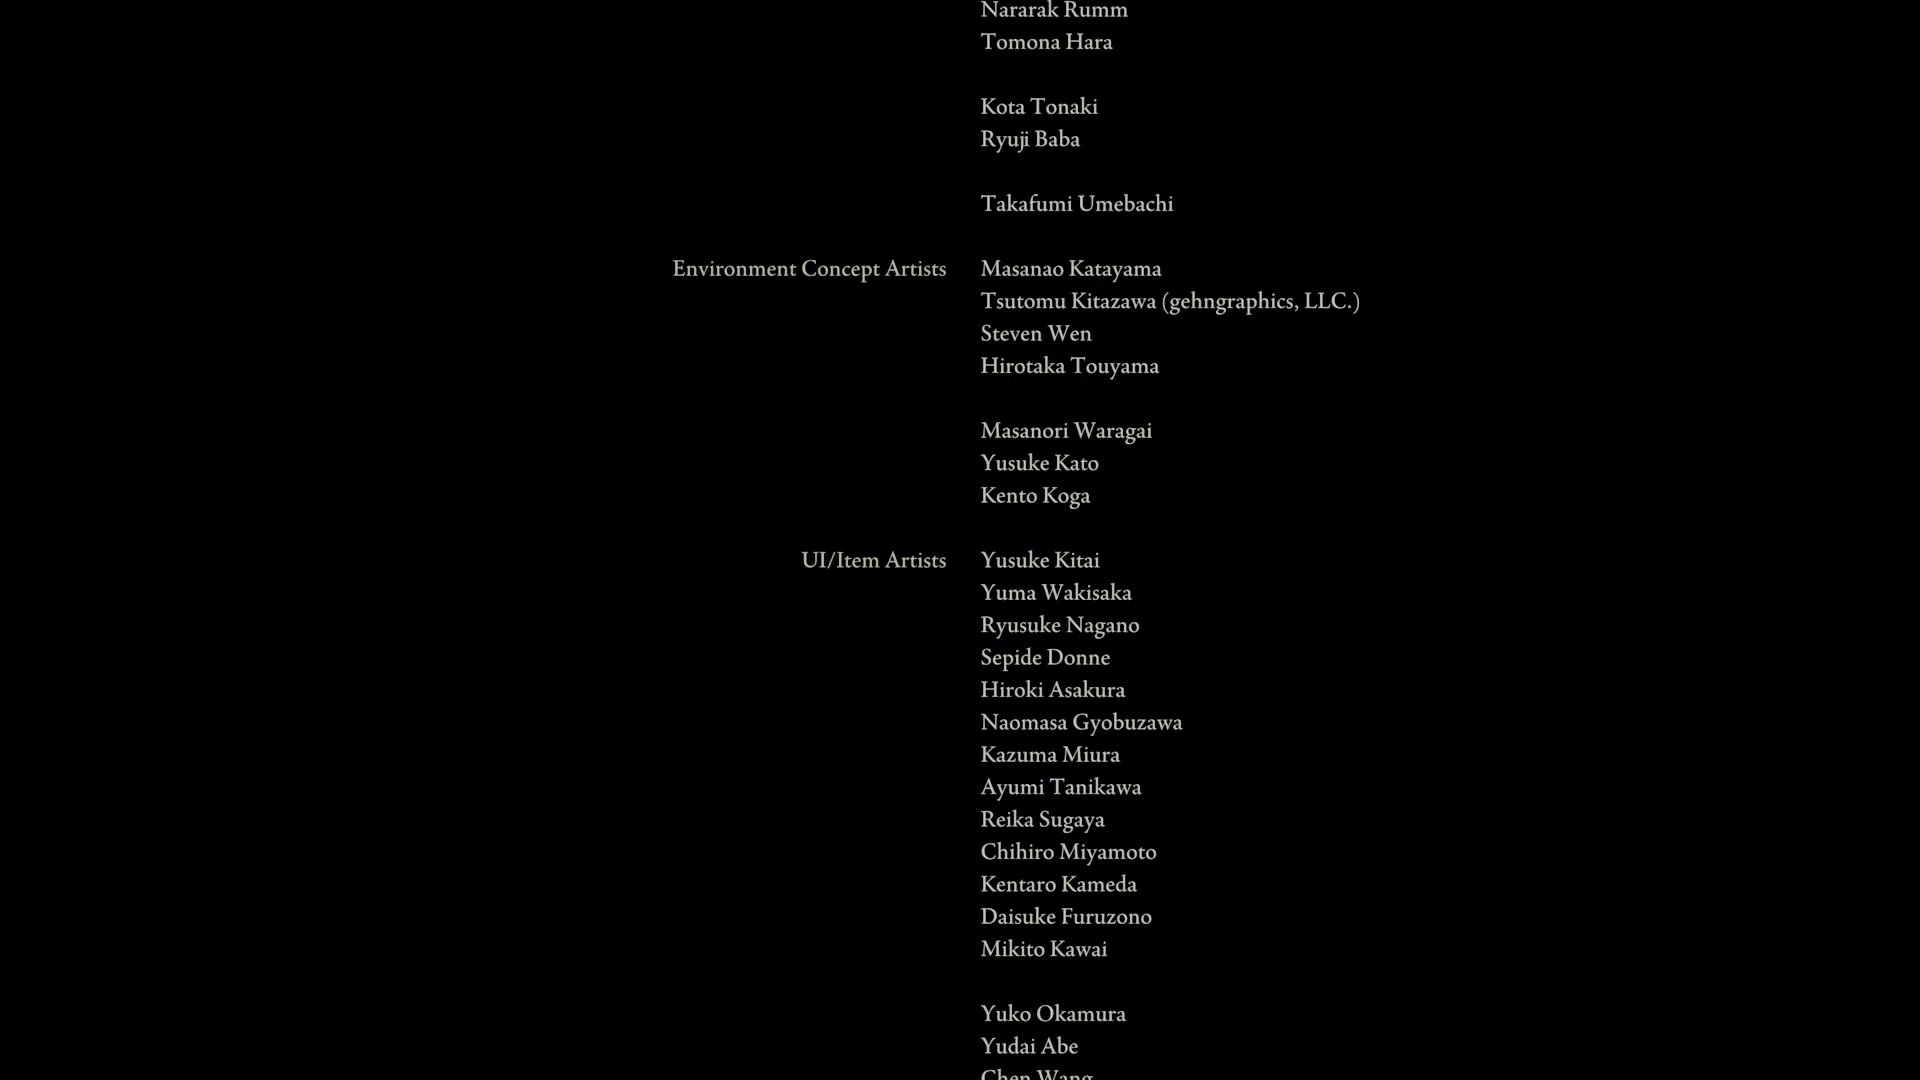 Nararak Rumm
Tomona Hara
Kota Tonaki
Ryuji Baba
Takafumi Umebachi
Environment Concept Artists Masanao Katayama
Tsutomu Kitazawa (gehngraphics, LLC.)
Steven Wen
Hirotaka Touyama
Masanori Waragai
Yusuke Kato
Kento Koga
UI/Item Artists Yusuke Kitai
Yuma Wakisaka
Ryusuke Nagano
Sepide Donne
Hiroki Asakura
Naomasa Gyobuzawa
Kazuma Miura
Ayumi Tanikawa
Reika Sugaya
Chihiro Miyamoto
Kentaro Kameda
Daisuke Furuzono
Mikito Kawai
Yuko Okamura
Yudai Abe
Chen Wang